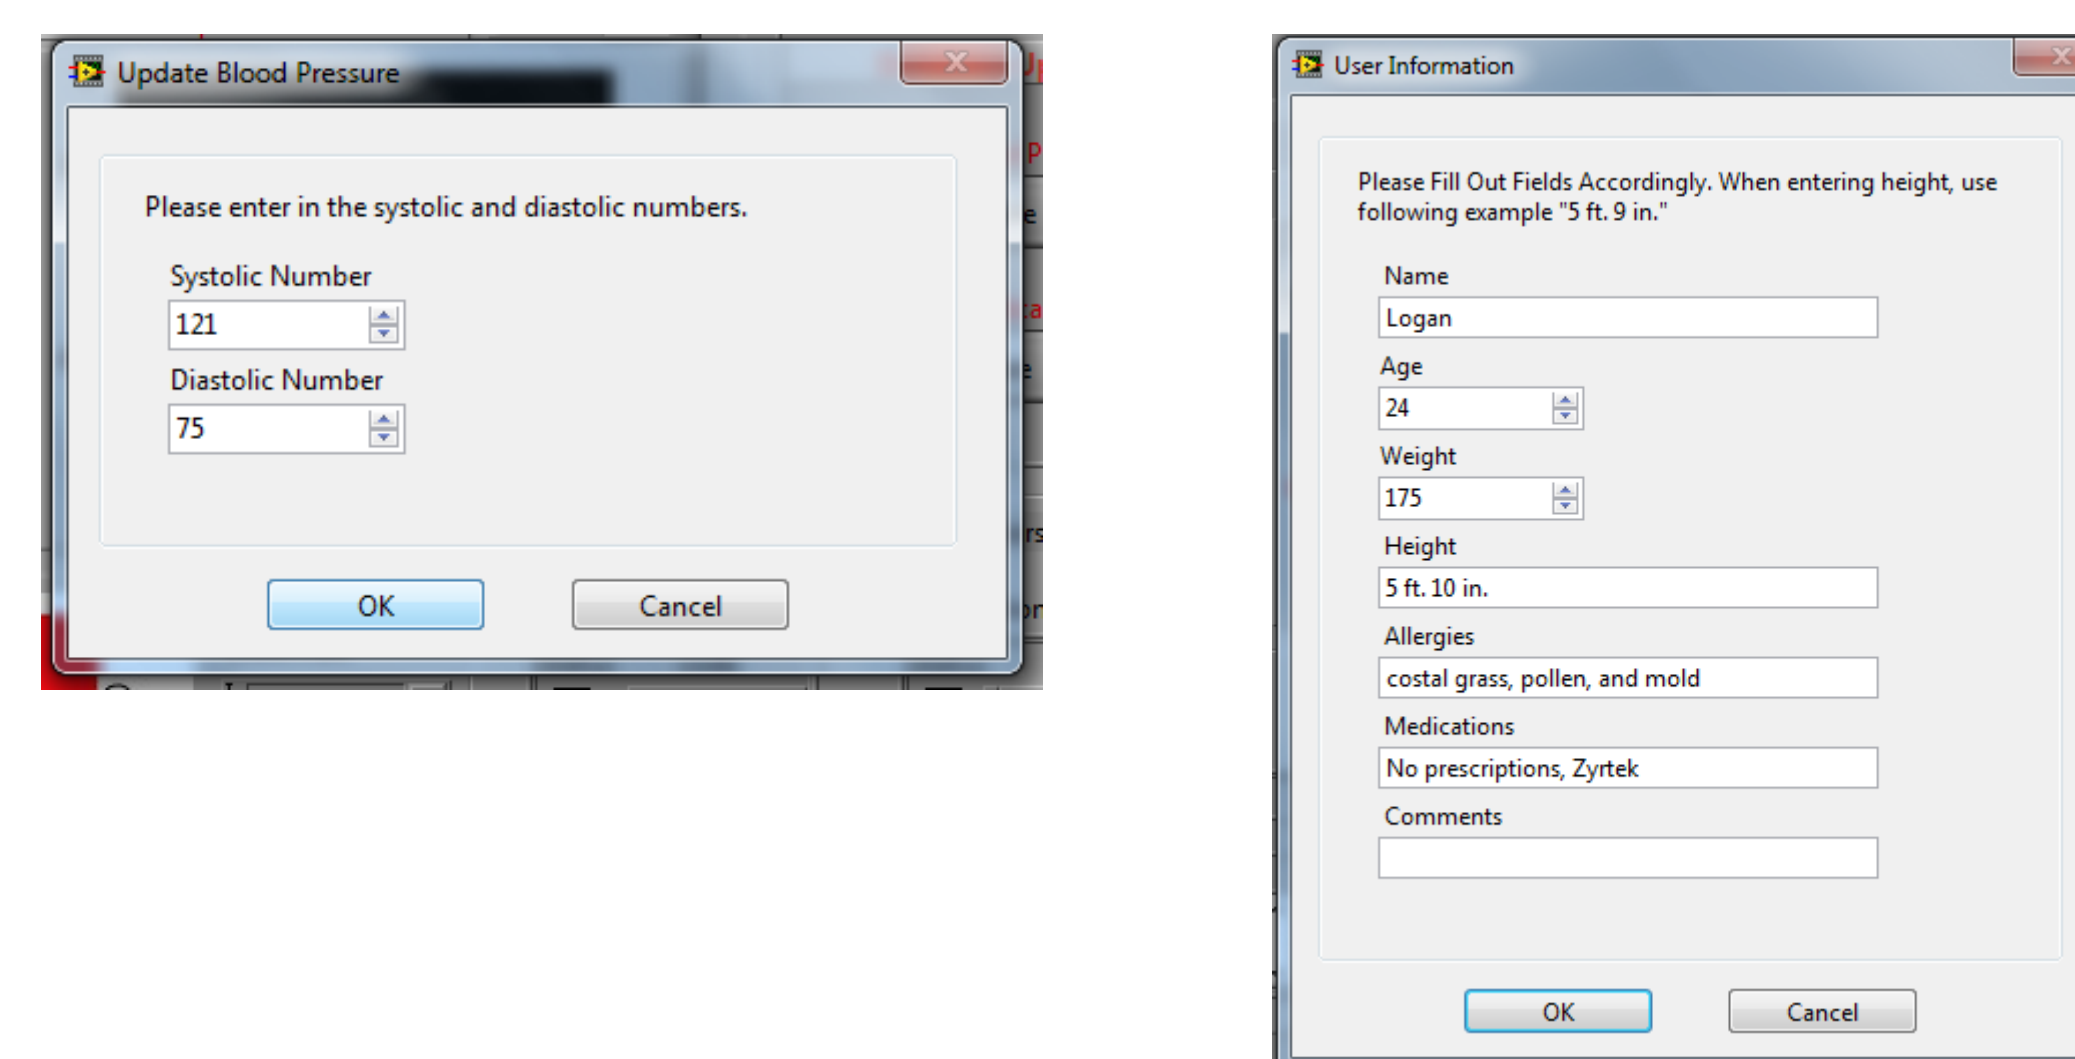 Update Blood Pressure
Please enter in the systolic and diastolic numbers.
Systolic Number
121
Diastolic Number
75
OK
Cancel
User Information
Please Fill Out Fields Accordingly. When entering height, use
following example "5 ft. 9 in."
Name
Logan
Age
24
Weight
175
Height
5 ft. 10 in.
Allergies
costal grass, pollen, and mold
Medications
No prescriptions, Zyrtek
Comments
OK
Cancel